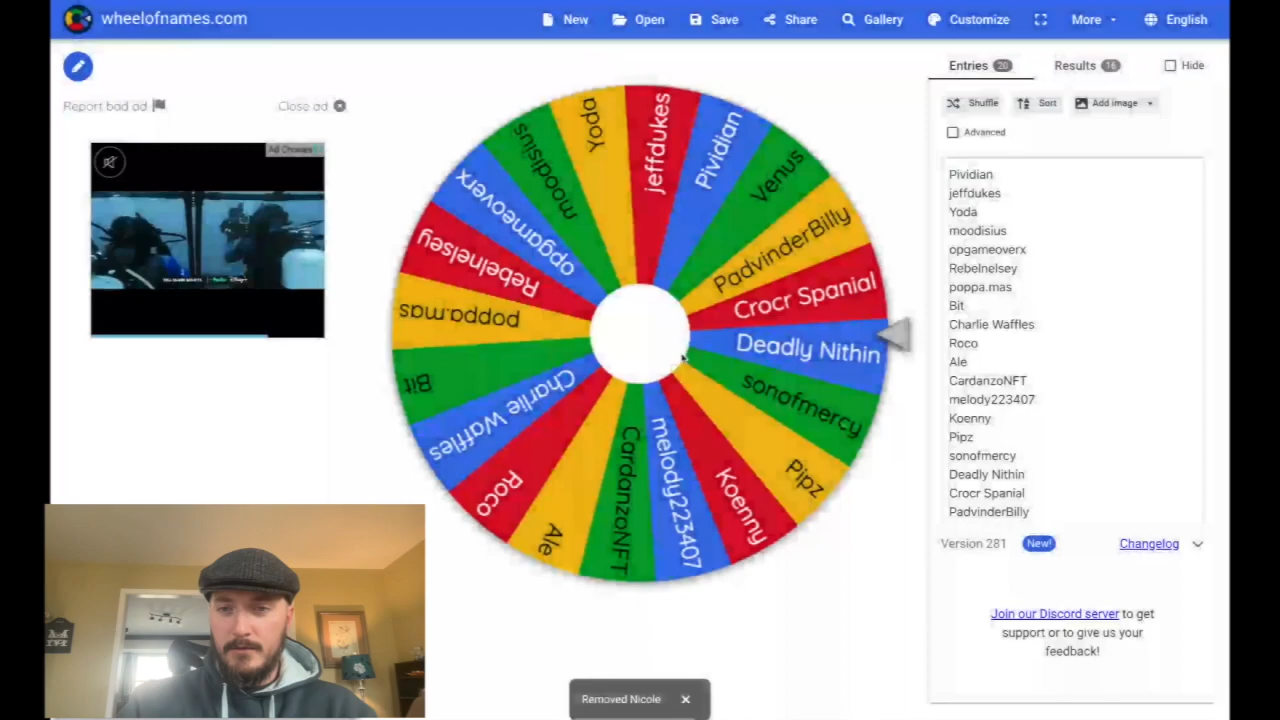 wheelofnames.com
New
Open
Save
Share
Gallery
Customize
More
English
Report bad ad
Close ad
Ad Choices
Entries 20
Results 16
Hide
Shuffle
Sort
Add image
Advanced
Pividian
jeffdukes
Yoda
moodisius
opgameoverx
Rebelnelsey
poppa.mas
Bit
Charlie Waffles
Roco
Ale
CardanzoNFT
melody223407
Koenny
Pipz
sonofmercy
Deadly Nithin
Crocr Spanial
PadvinderBilly
Yoda
jeffdukes
Pividian
Venus
PadvinderBilly
Crocr Spanial
Deadly Nithin
sonofmercy
Pipz
Koenny
melody223407
CardanzoNFT
Ale
Roco
Charlie Waffles
Bit
poppa.mas
Rebelnelsey
opgameoverx
moodisius
Version 281
New!
Changelog
Join our Discord server to get
support or to give us your
feedback!
Removed Nicole